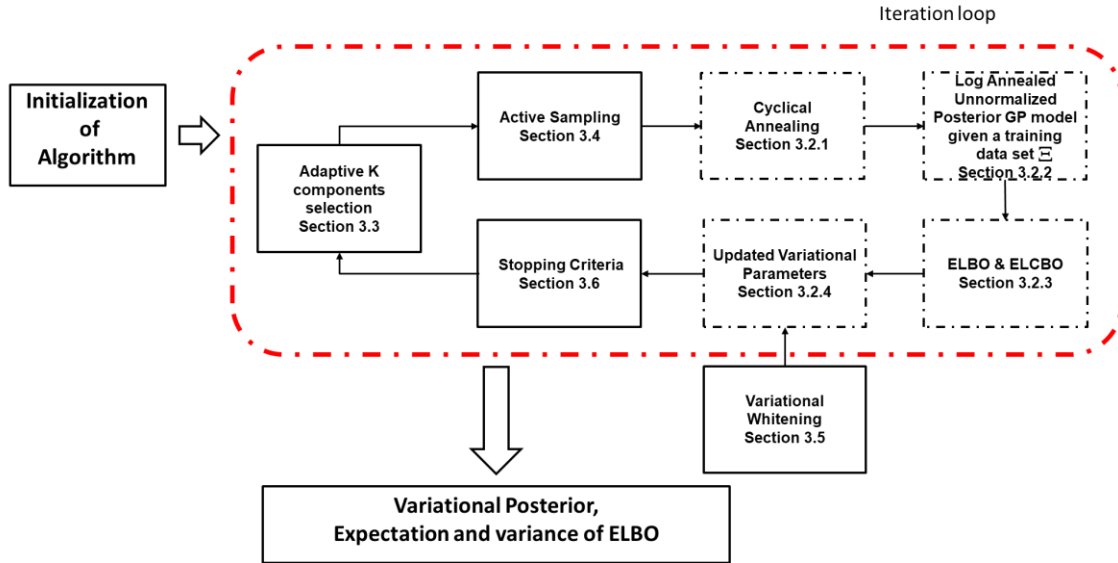 Iteration loop
Initialization
of
Algorithm
Active Sampling
Section 3.4
Cyclical
Annealing
Section 3.2.1
Log Annealed
Unnormalized
Posterior GP model
given a training
data set Ξ
Section 3.2.2
Adaptive K
components
selection
Section 3.3
Stopping Criteria
Section 3.6
Updated Variational
Parameters
Section 3.2.4
ELBO & ELCBO
Section 3.2.3
Variational
Whitening
Section 3.5
Variational Posterior,
Expectation and variance of ELBO